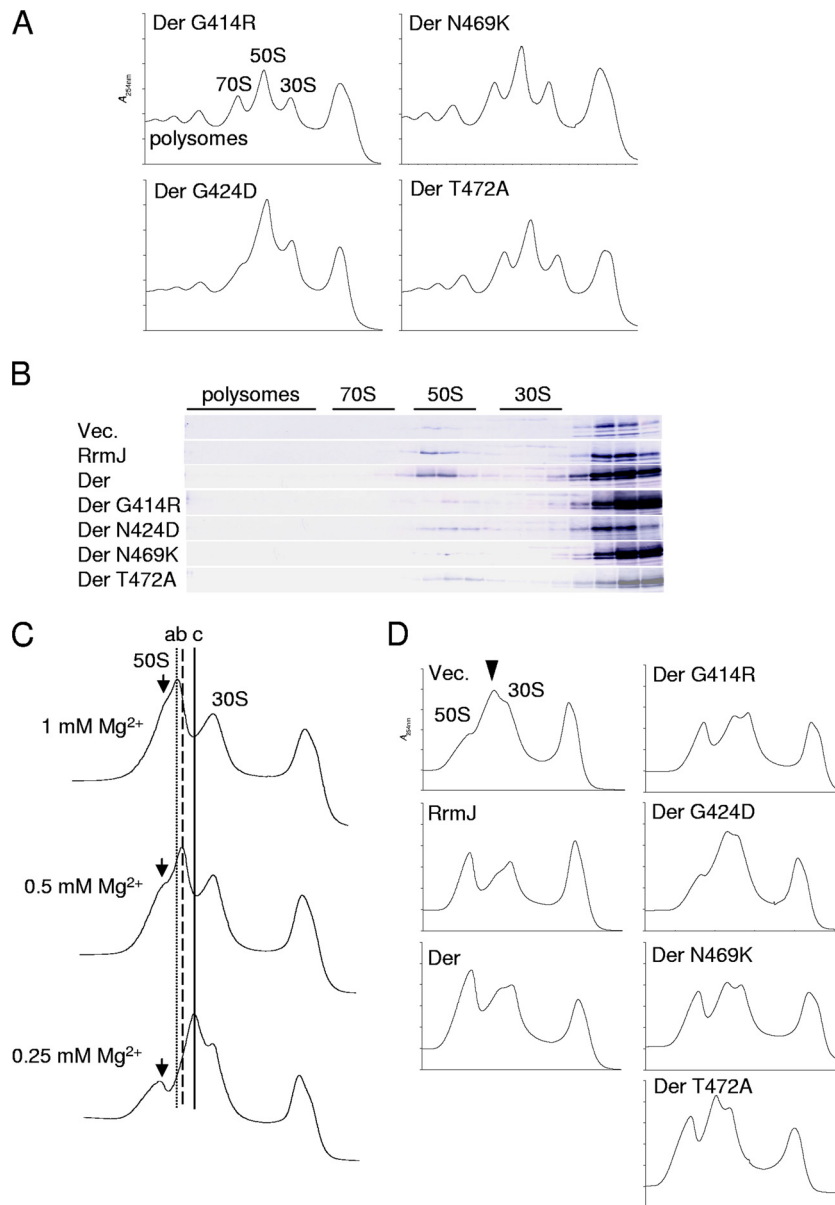 A
Der G414R
Der N469K
A254nm
70S
50S
30S
polysomes
Der G424D
Der T472A
B
polysomes 70S 50S 30S
Vec.
RrmJ
Der
Der G414R
Der N424D
Der N469K
Der T472A
C
ab c
50S
30S
1 mM Mg2+
0.5 mM Mg2+
0.25 mM Mg2+
D
Vec.
50S
30S
A254nm
Der G414R
RrmJ
Der G424D
Der
Der N469K
Der T472A